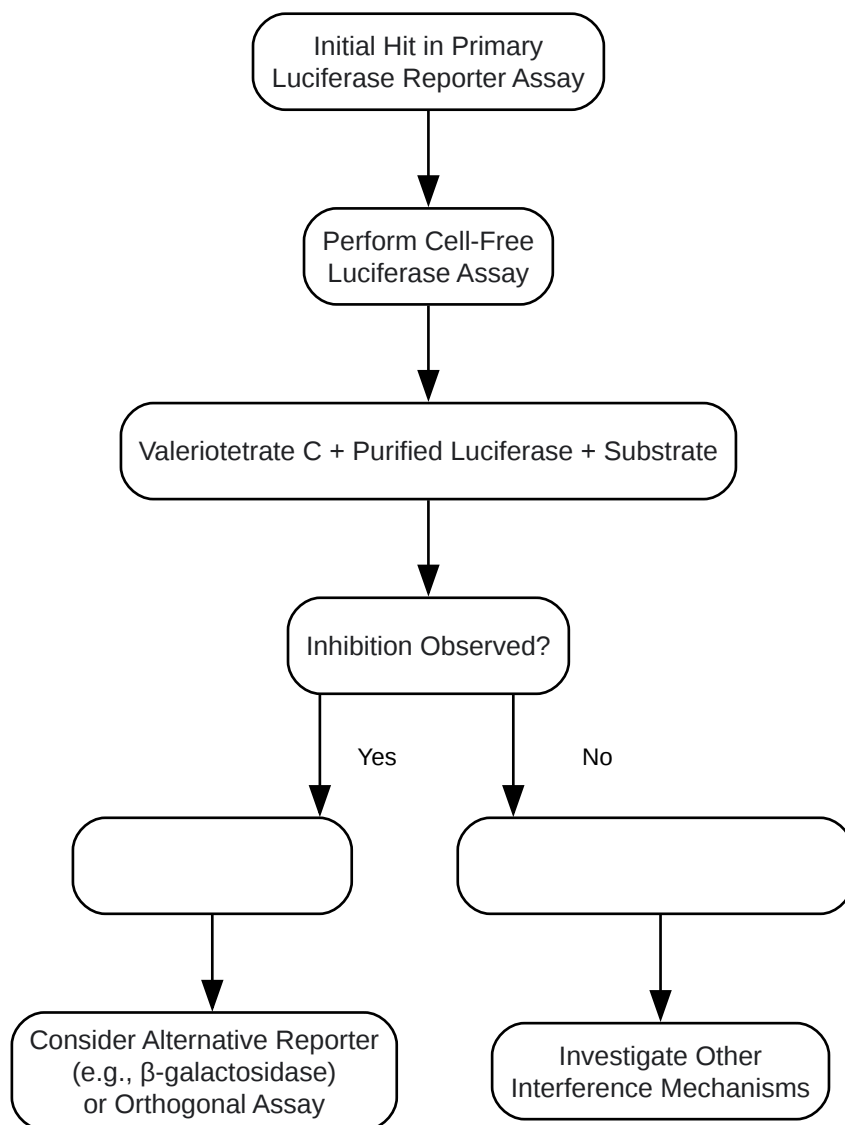 Initial Hit in Primary
Luciferase Reporter Assay
Perform Cell-Free
Luciferase Assay
Valeriotetrate C + Purified Luciferase + Substrate
Inhibition Observed?
Yes
No
Consider Alternative Reporter
(e.g., β-galactosidase)
or Orthogonal Assay
Investigate Other
Interference Mechanisms